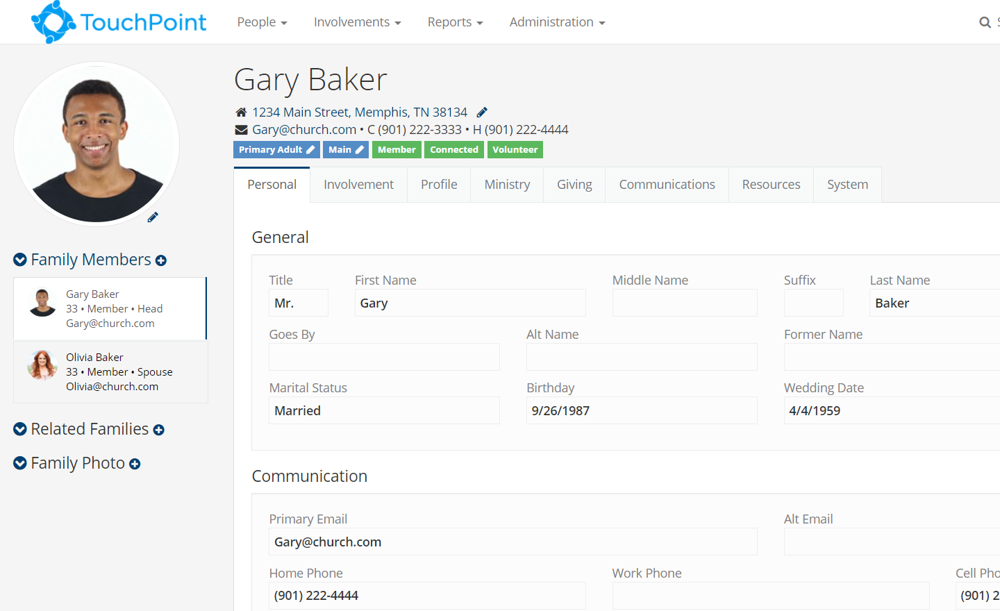 TouchPoint People Involvements Reports Administration
Gary Baker
1234 Main Street, Memphis, TN 38134
Gary@church.com • C (901) 222-3333 • H (901) 222-4444
Primary Adult Main Member Connected Volunteer
Personal Involvement Profile Ministry Giving Communications Resources System
Family Members
Gary Baker
33 • Member • Head
Gary@church.com
Olivia Baker
33 • Member • Spouse
Olivia@church.com
Related Families
Family Photo
General
Title First Name Middle Name Suffix Last Name
Mr. Gary Baker
Goes By Alt Name Former Name
Marital Status Birthday Wedding Date
Married 9/26/1987 4/4/1959
Communication
Primary Email Alt Email
Gary@church.com
Home Phone Work Phone Cell
(901) 222-4444 (901)